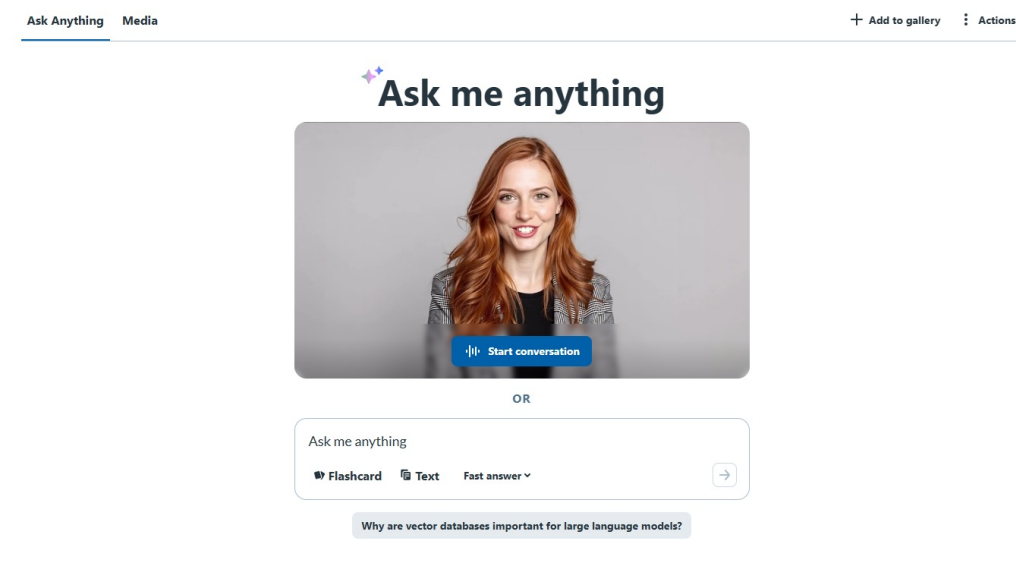 Ask Anything Media Add to gallery Actions
Ask me anything
Start conversation
OR
Ask me anything
Flashcard Text Fast answer
Why are vector databases important for large language models?